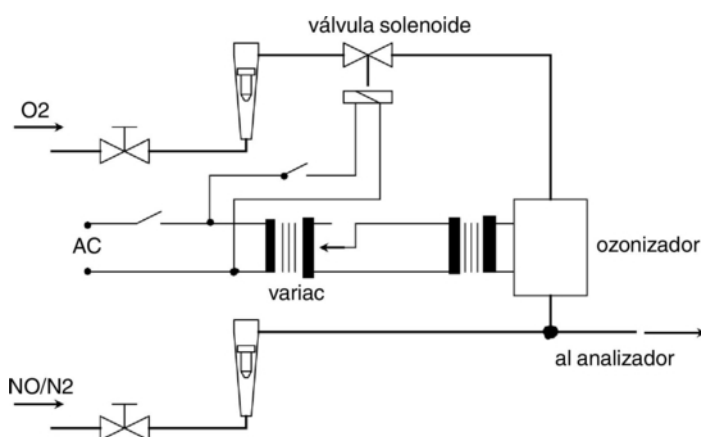 válvula solenoide
O2
AC
variac
ozonizador
al analizador
NO/N2